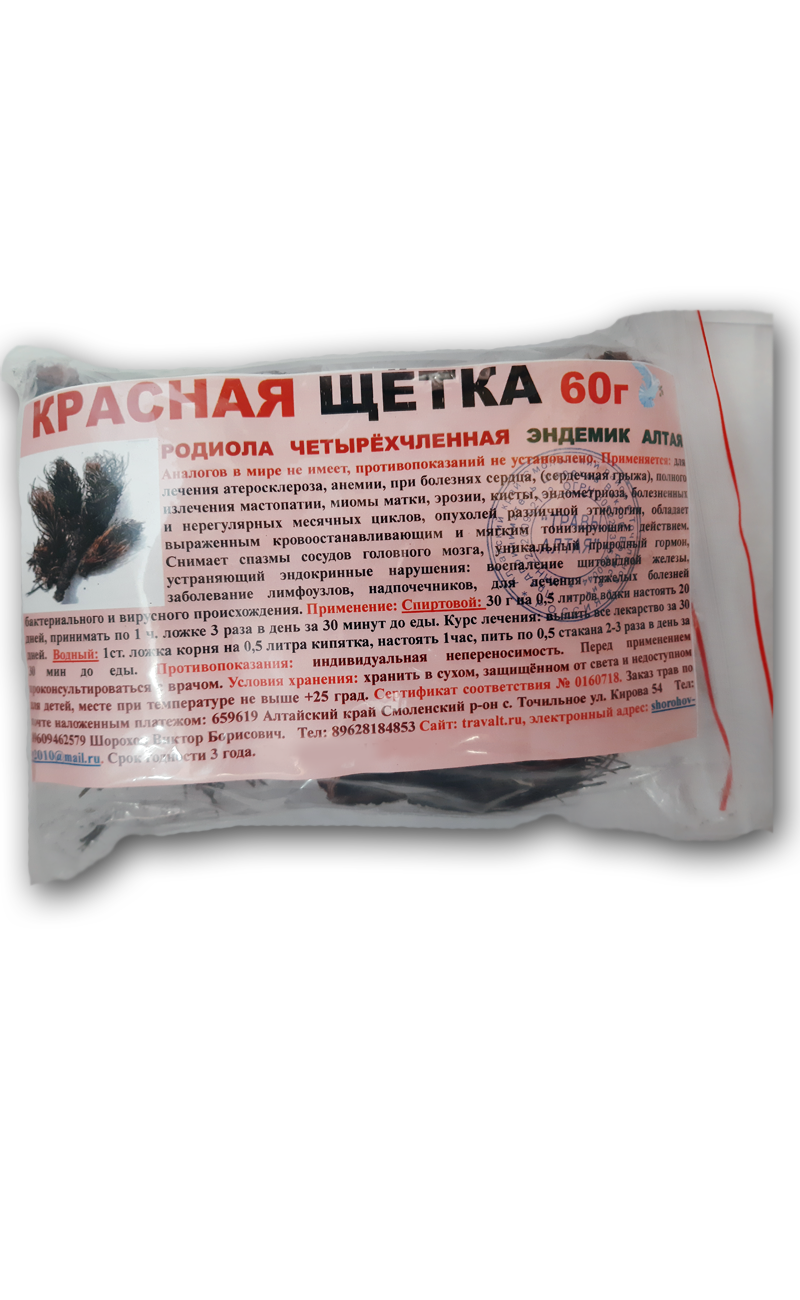 КРАСНАЯ ЩЁТКА 60г
РОДИОЛА ЧЕТЫРЁХЧЛЕННАЯ ЭНДЕМИК АЛТАЯ
Аналогов в мире не имеет, противопоказаний не установлено. Применяется: для
лечения атеросклероза, анемии, при болезнях сердца, (сердечная грыжа), полного
излечения мастопатии, миомы матки, эрозии, кисты, эндометриоза, болезненных
и нерегулярных месячных циклов, опухолей различной этиологии, обладает
выраженным кровоостанавливающим и мягким тонизирующим действием.
Снимает спазмы сосудов головного мозга, уникальный природный гормон,
устраняющий эндокринные нарушения: воспаление щитовидной железы,
заболевание лимфоузлов, надпочечников, для лечения тяжелых болезней
бактериального и вирусного происхождения. Применение: Спиртовой: 30 г на 0,5 литров водки настоять 20
дней, принимать по 1 ч. ложке 3 раза в день за 30 минут до еды. Курс лечения: выпить все лекарство за 30
дней. Водный: 1ст. ложка корня на 0,5 литра кипятка, настоять 1час, пить по 0,5 стакана 2-3 раза в день за
30 мин до еды. Противопоказания: индивидуальная непереносимость. Перед применением
проконсультироваться с врачом. Условия хранения: хранить в сухом, защищённом от света и недоступном
для детей, месте при температуре не выше +25 град. Сертификат соответствия № 0160718. Заказ трав по
почте наложенным платежом: 659619 Алтайский край Смоленский р-он с. Точильное ул. Кирова 54 Тел:
89609462579 Шорохов Виктор Борисович. Тел: 89628184853 Сайт: travalt.ru, электронный адрес: shorohov-
2010@mail.ru. Срок годности 3 года.
"ТРАВЫ
АЛТАЯ"